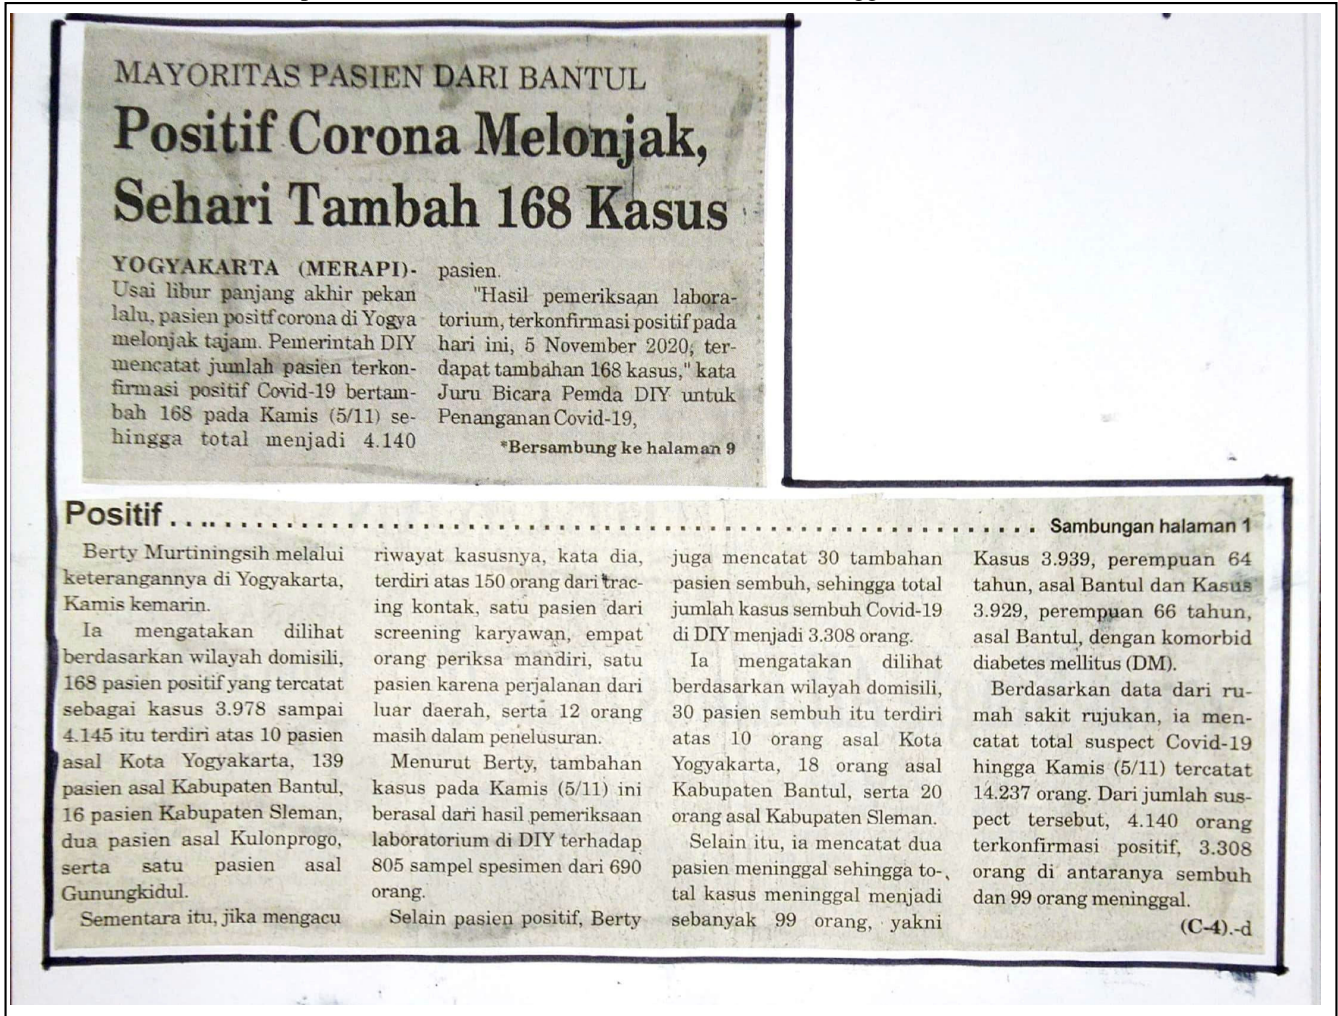 MAYORITAS PASIEN DARI BANTUL
Positif Corona Melonjak,
Sehari Tambah 168 Kasus
YOGYAKARTA (MERAPI)-
Usai libur panjang akhir pekan
lalu, pasien positf corona di Yogya
melonjak tajam. Pemerintah DIY
mencatat jumlah pasien terkon-
firmasi positif Covid-19 bertam-
bah 168 pada Kamis (5/11) se-
hingga total menjadi 4.140
pasien.
"Hasil pemeriksaan labora-
torium, terkonfirmasi positif pada
hari ini, 5 November 2020, ter-
dapat tambahan 168 kasus," kata
Juru Bicara Pemda DIY untuk
Penanganan Covid-19,
*Bersambung ke halaman 9
Positif . . . . . . . . . . . . . . . . . . . . . . . . . . . . . . Sambungan halaman 1
Berty Murtiningsih melalui
keterangannya di Yogyakarta,
Kamis kemarin.
Ia mengatakan dilihat
berdasarkan wilayah domisili,
168 pasien positif yang tercatat
sebagai kasus 3.978 sampai
4.145 itu terdiri atas 10 pasien
asal Kota Yogyakarta, 139
pasien asal Kabupaten Bantul,
16 pasien Kabupaten Sleman,
dua pasien asal Kulonprogo,
serta satu pasien asal
Gunungkidul.
Sementara itu, jika mengacu
riwayat kasusnya, kata dia,
terdiri atas 150 orang dari trac-
ing kontak, satu pasien dari
screening karyawan, empat
orang periksa mandiri, satu
pasien karena perjalanan dari
luar daerah, serta 12 orang
masih dalam penelusuran.
Menurut Berty, tambahan
kasus pada Kamis (5/11) ini
berasal dari hasil pemeriksaan
laboratorium di DIY terhadap
805 sampel spesimen dari 690
orang.
Selain pasien positif, Berty
juga mencatat 30 tambahan
pasien sembuh, sehingga total
jumlah kasus sembuh Covid-19
di DIY menjadi 3.308 orang.
Ia mengatakan dilihat
berdasarkan wilayah domisili,
30 pasien sembuh itu terdiri
atas 10 orang asal Kota
Yogyakarta, 18 orang asal
Kabupaten Bantul, serta 20
orang asal Kabupaten Sleman.
Selain itu, ia mencatat dua
pasien meninggal sehingga to-
tal kasus meninggal menjadi
sebanyak 99 orang, yakni
Kasus 3.939, perempuan 64
tahun, asal Bantul dan Kasus
3.929, perempuan 66 tahun,
asal Bantul, dengan komorbid
diabetes mellitus (DM).
Berdasarkan data dari ru-
mah sakit rujukan, ia men-
catat total suspect Covid-19
hingga Kamis (5/11) tercatat
14.237 orang. Dari jumlah sus-
pect tersebut, 4.140 orang
terkonfirmasi positif, 3.308
orang di antaranya sembuh
dan 99 orang meninggal.
(C-4).-d